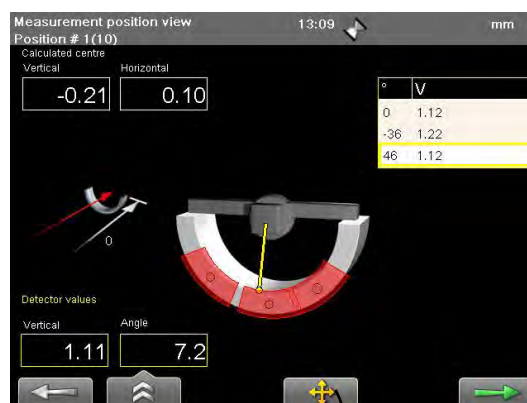 Measurement position view
13:09
mm
Position # 1(10)
Calculated centre
Vertical
Horizontal
-0.21
0.10
°
V
0 1.12
-36 1.22
46 1.12
0
Detector values
Vertical
Angle
1.11
7.2